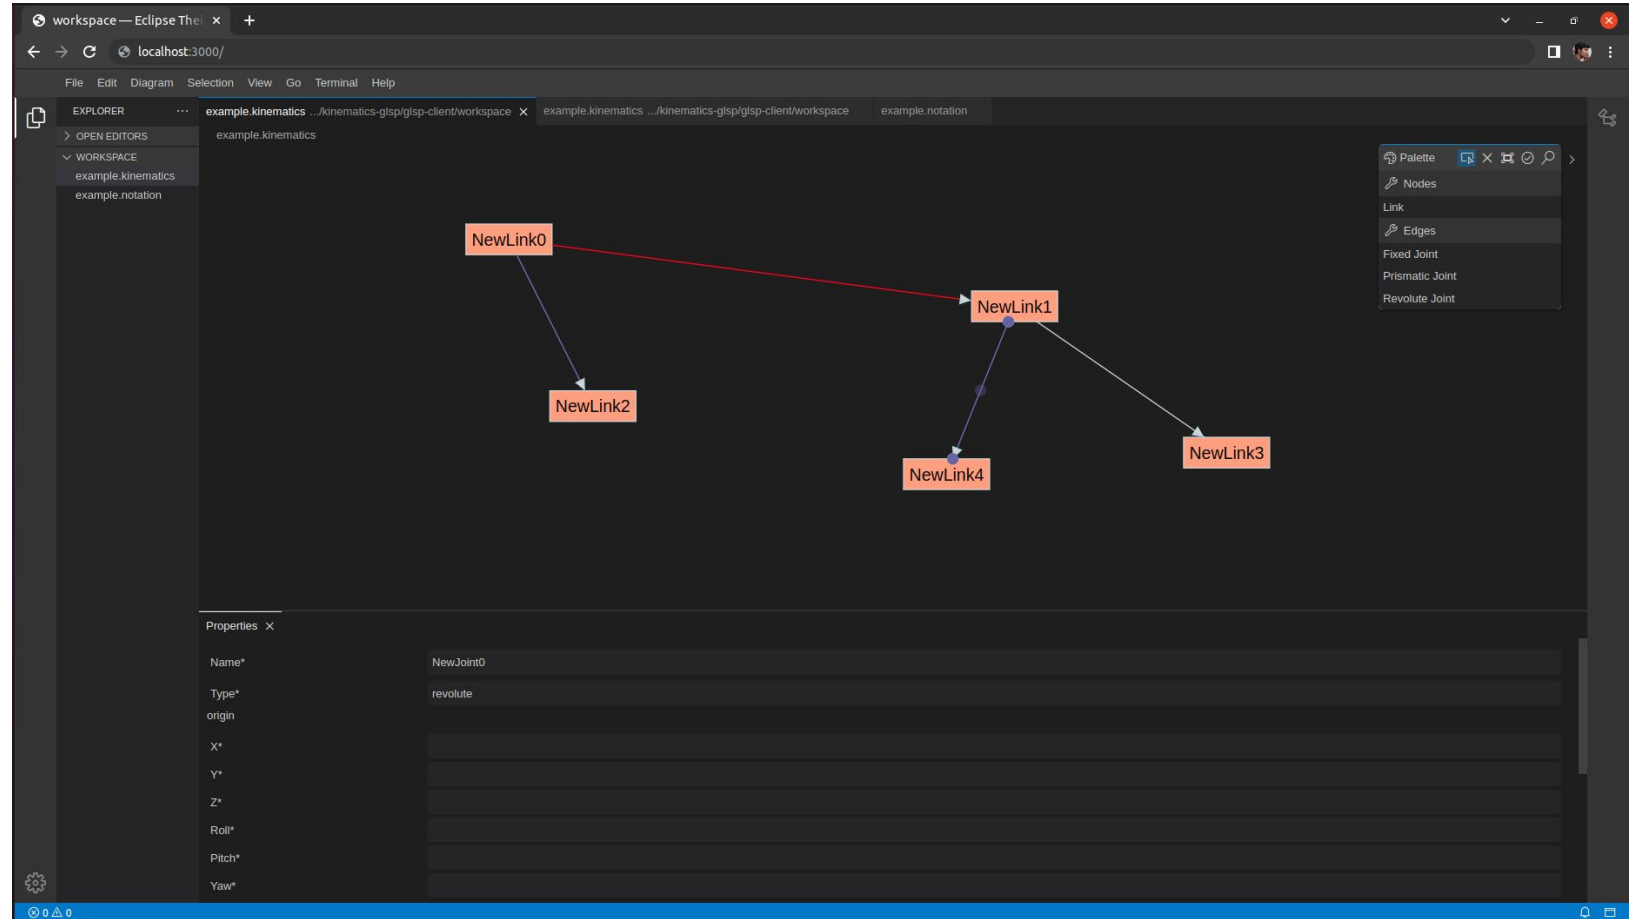 workspace — Eclipse The
localhost:3000/
File Edit Diagram Selection View Go Terminal Help
EXPLORER
example.kinematics .../kinematics-glsp/glsp-client/workspace
example.kinematics .../kinematics-glsp/glsp-client/workspace
example.notation
OPEN EDITORS
example.kinematics
WORKSPACE
example.kinematics
example.notation
Palette
Nodes
Link
Edges
Fixed Joint
Prismatic Joint
Revolute Joint
NewLink0
NewLink1
NewLink2
NewLink3
NewLink4
Properties
Name* NewJoint0
Type* revolute
origin
X*
Y*
Z*
Roll*
Pitch*
Yaw*
0 0